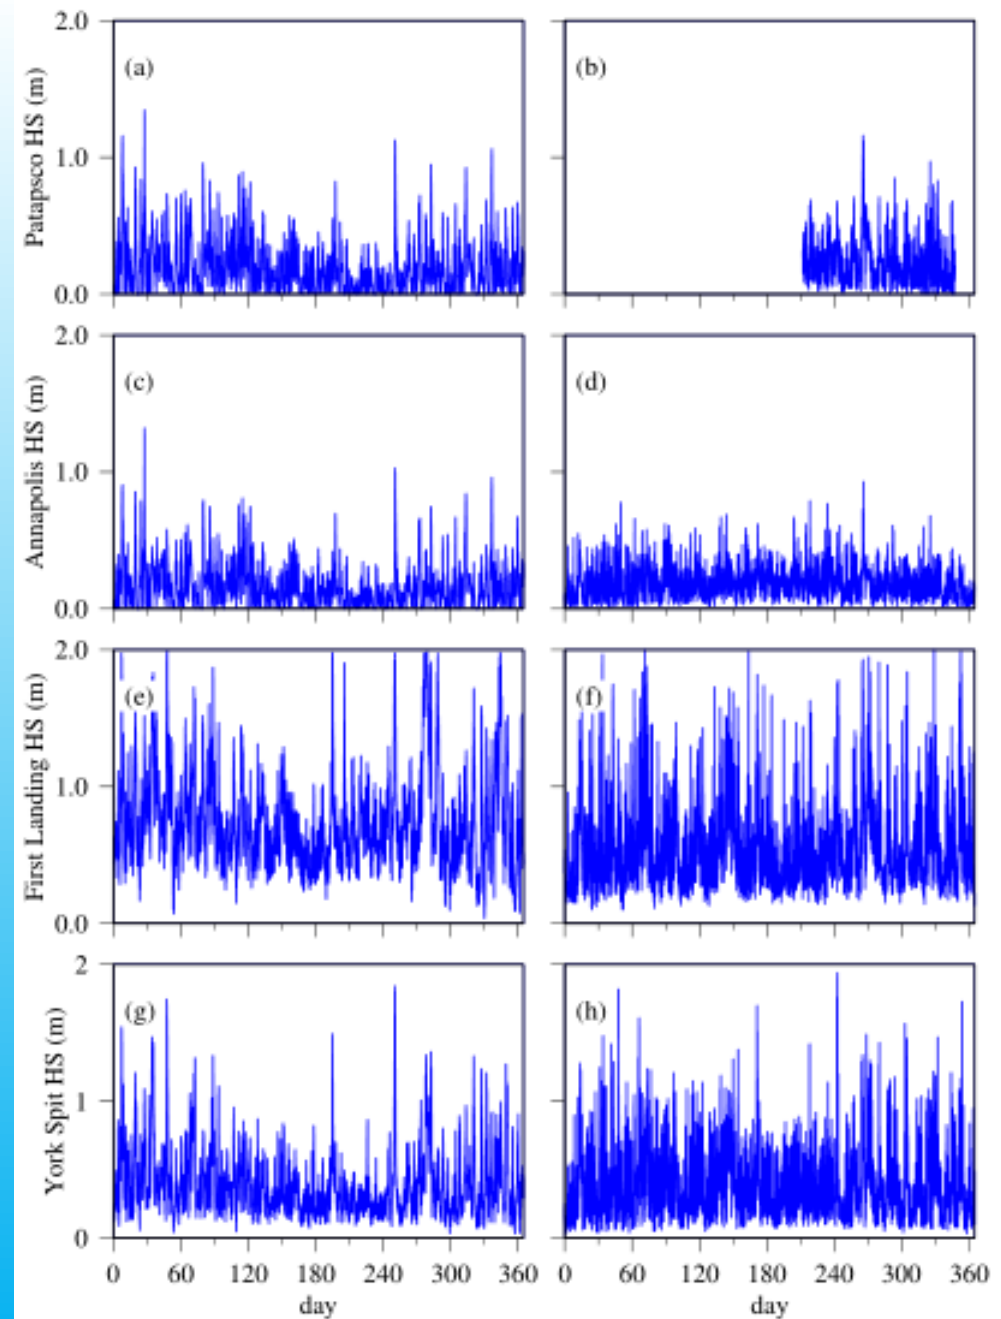 2.0
(a)
(b)
Patapsco HS (m)
1.0
0.0
2.0
(c)
(d)
Annapolis HS (m)
1.0
0.0
2.0
(e)
(f)
First Landing HS (m)
1.0
0.0
2
(g)
(h)
York Spit HS (m)
1
0
0 60 120 180 240 300 360 0 60 120 180 240 300 360
day day